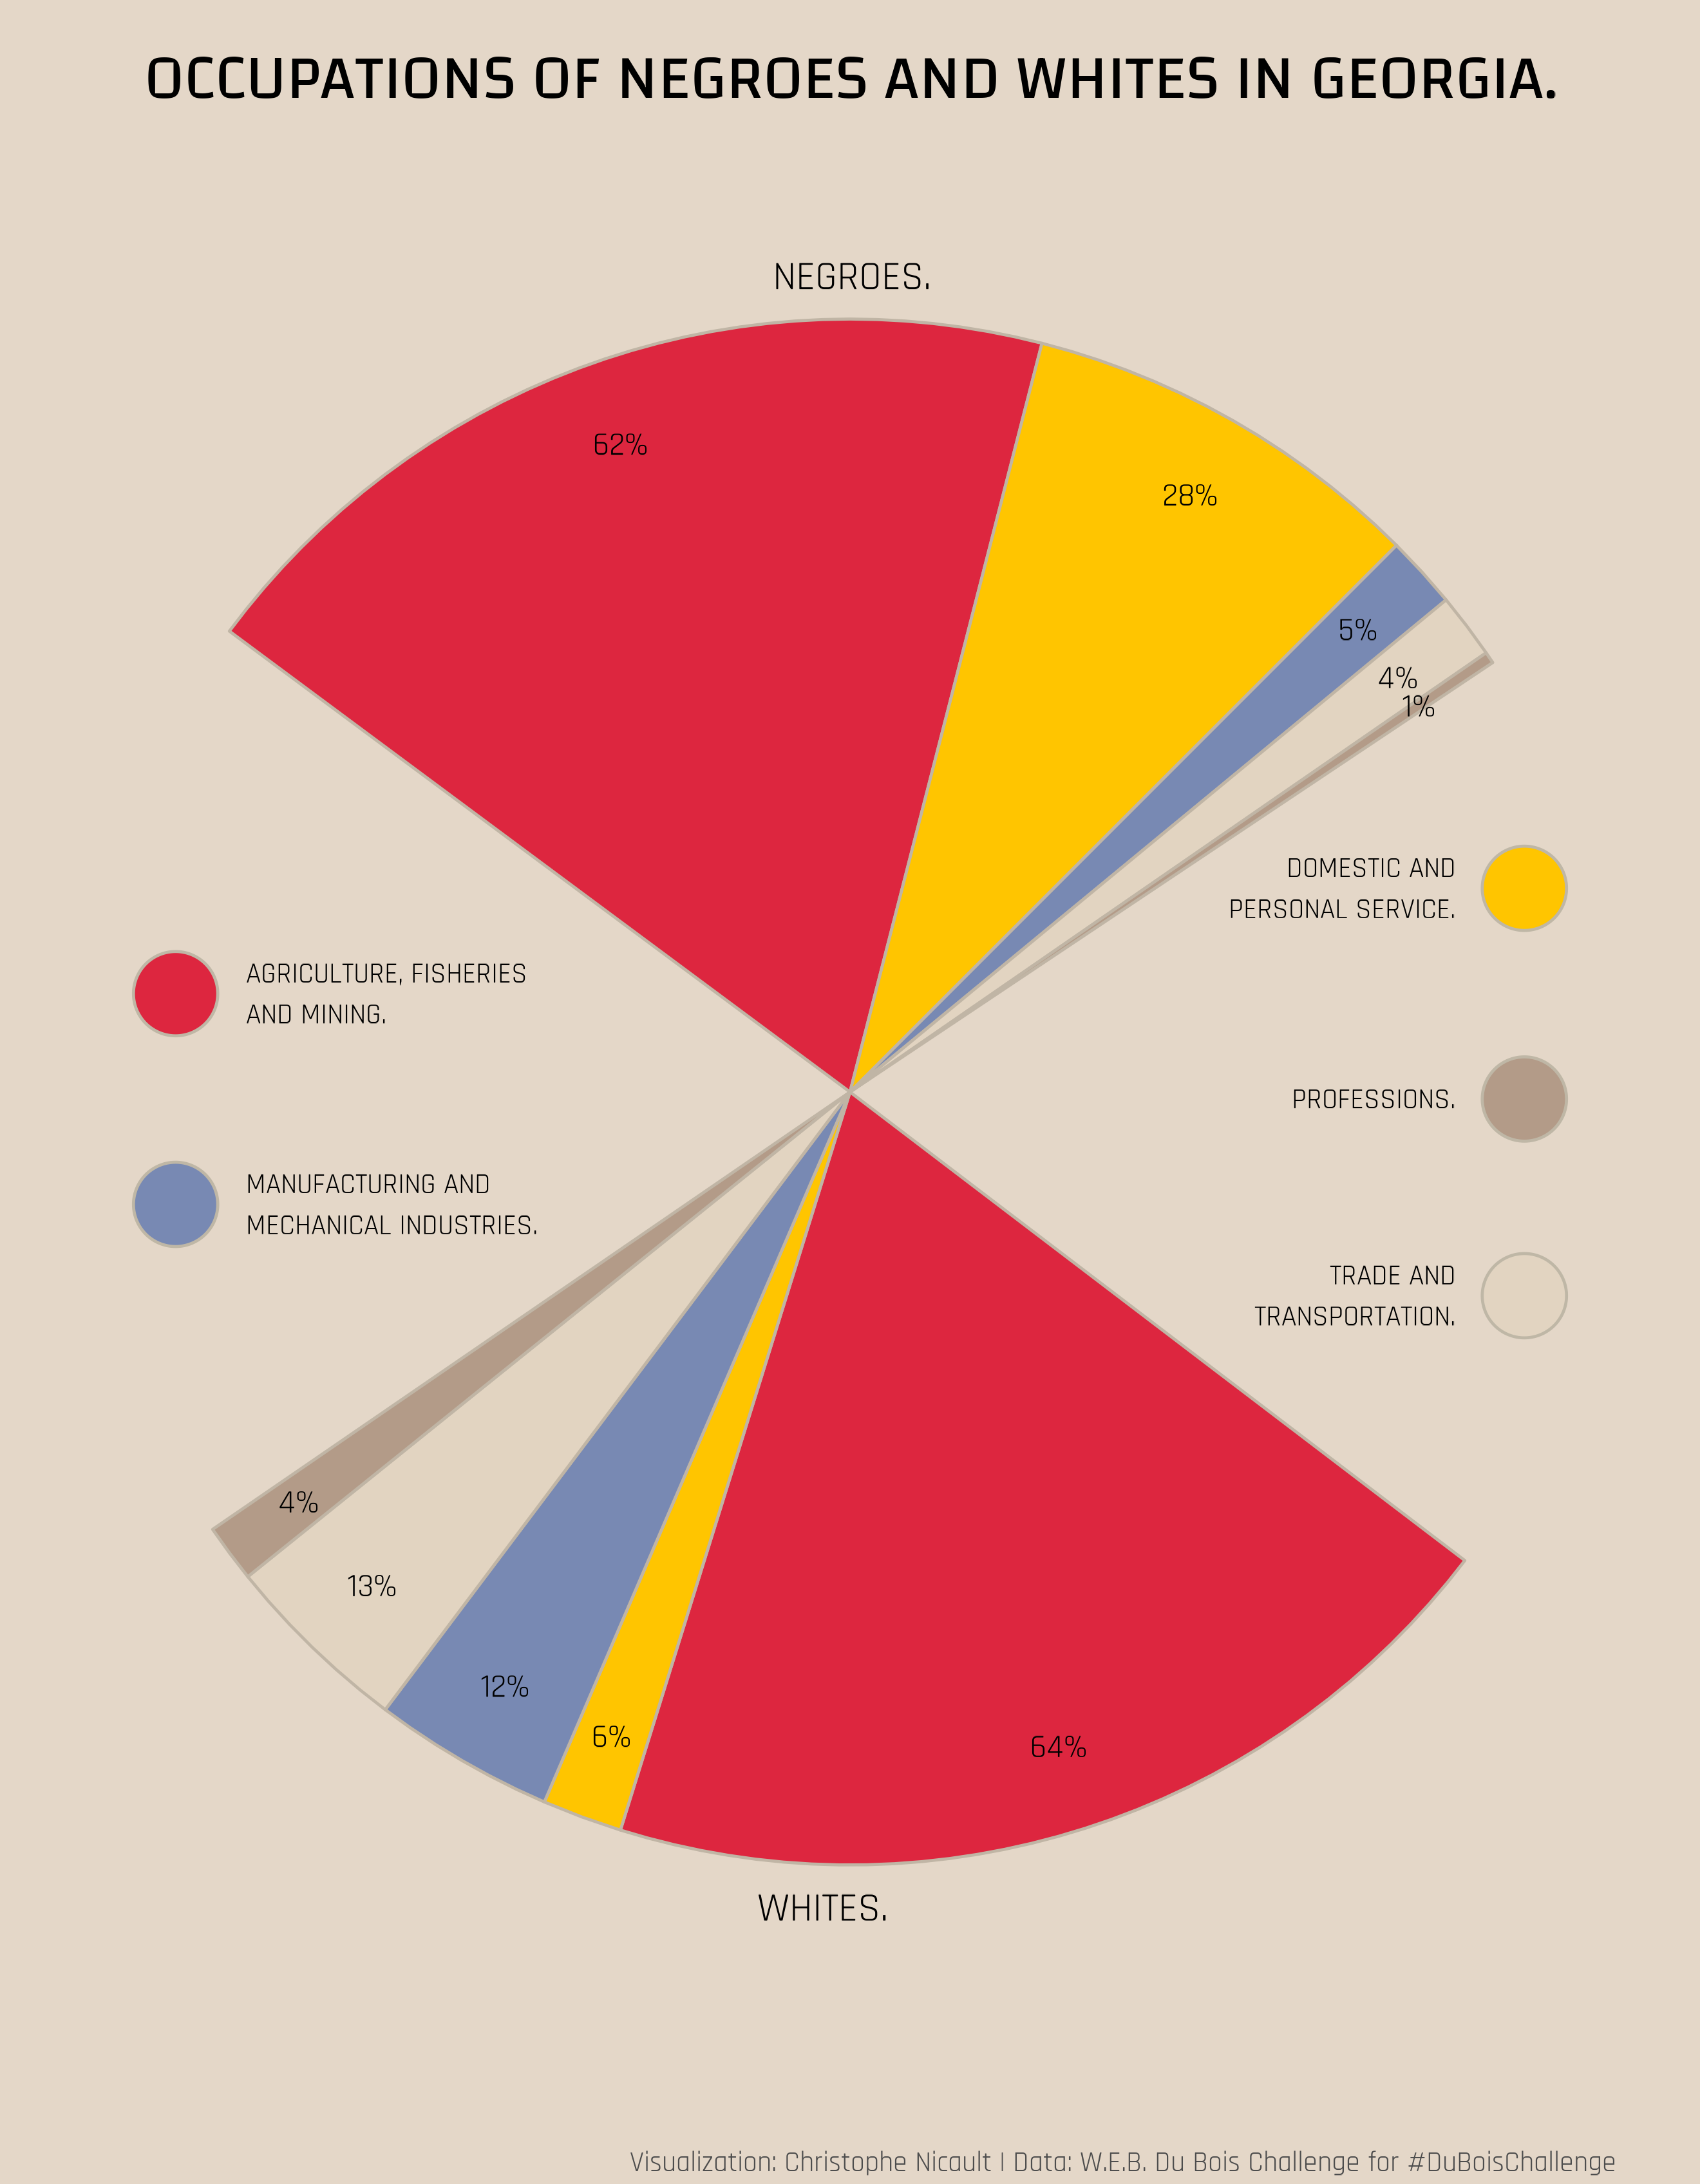 OCCUPATIONS OF NEGROES AND WHITES IN GEORGIA.
NEGROES.
62%
28%
5%
4%
1%
DOMESTIC AND
PERSONAL SERVICE.
AGRICULTURE, FISHERIES
AND MINING.
PROFESSIONS.
MANUFACTURING AND
MECHANICAL INDUSTRIES.
TRADE AND
TRANSPORTATION.
4%
13%
12%
6%
64%
WHITES.
Visualization: Christophe Nicault | Data: W.E.B. Du Bois Challenge for #DuBoisChallenge